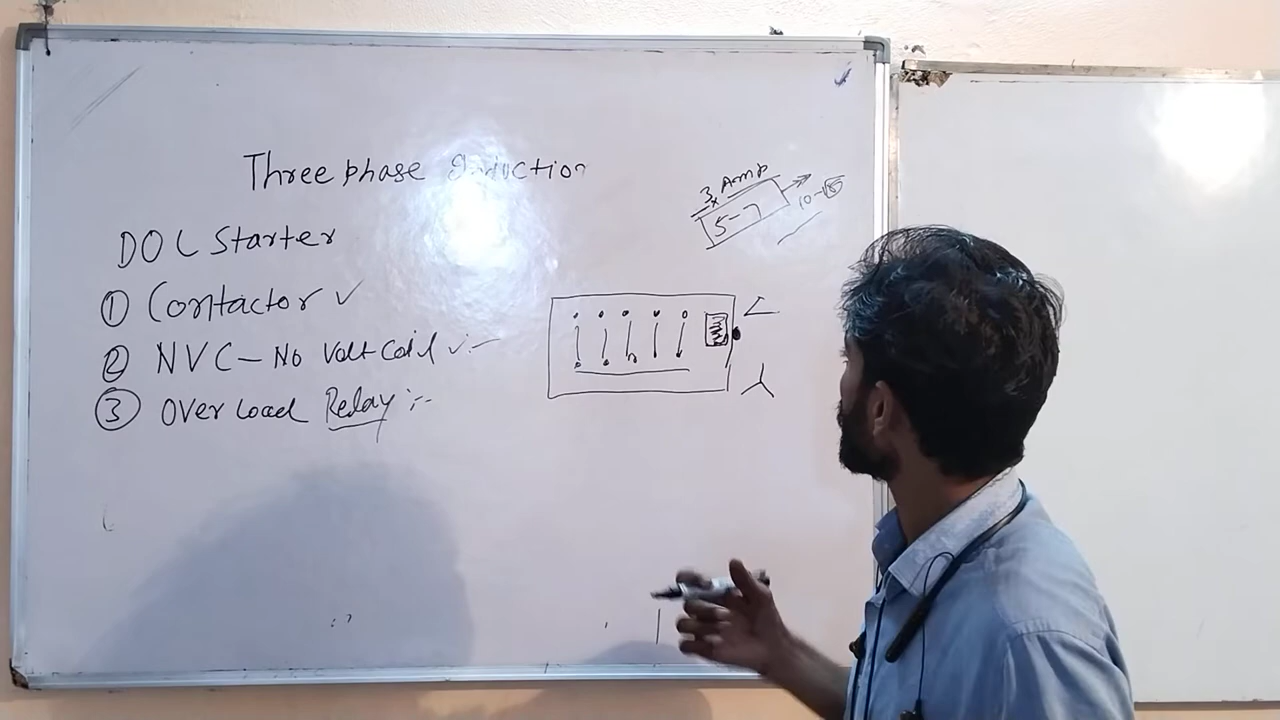 Three phase Induction
DOL Starter
① Contactor ✓
② NVC – No Volt Coil ✓:-
③ Over Load Relay :-
3 Amp
5-7
10-